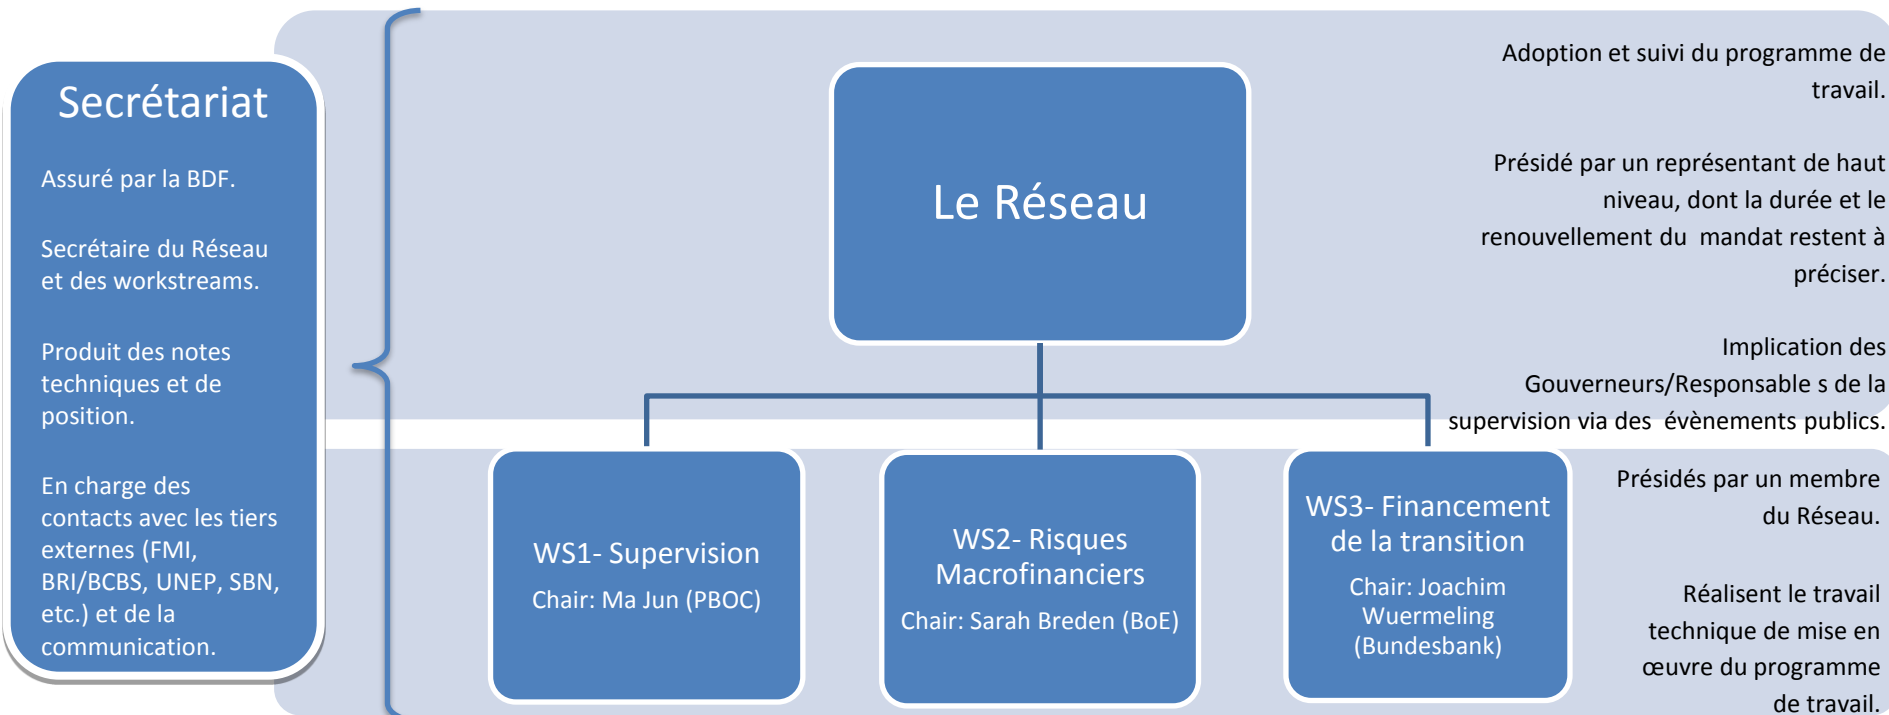 Secrétariat
Assuré par la BDF.
Secrétaire du Réseau
et des workstreams.
Produit des notes
techniques et de
position.
En charge des
contacts avec les tiers
externes (FMI,
BRI/BCBS, UNEP, SBN,
etc.) et de la
communication.
Le Réseau
Adoption et suivi du programme de
travail.
Présidé par un représentant de haut
niveau, dont la durée et le
renouvellement du  mandat restent à
préciser.
Implication des
Gouverneurs/Responsable s de la
supervision via des  évènements publics.
WS1- Supervision
Chair: Ma Jun (PBOC)
WS2- Risques
Macrofinanciers
Chair: Sarah Breden (BoE)
WS3- Financement
de la transition
Chair: Joachim
Wuermeling
(Bundesbank)
Présidés par un membre
du Réseau.
Réalisent le travail
technique de mise en
œuvre du programme
de travail.